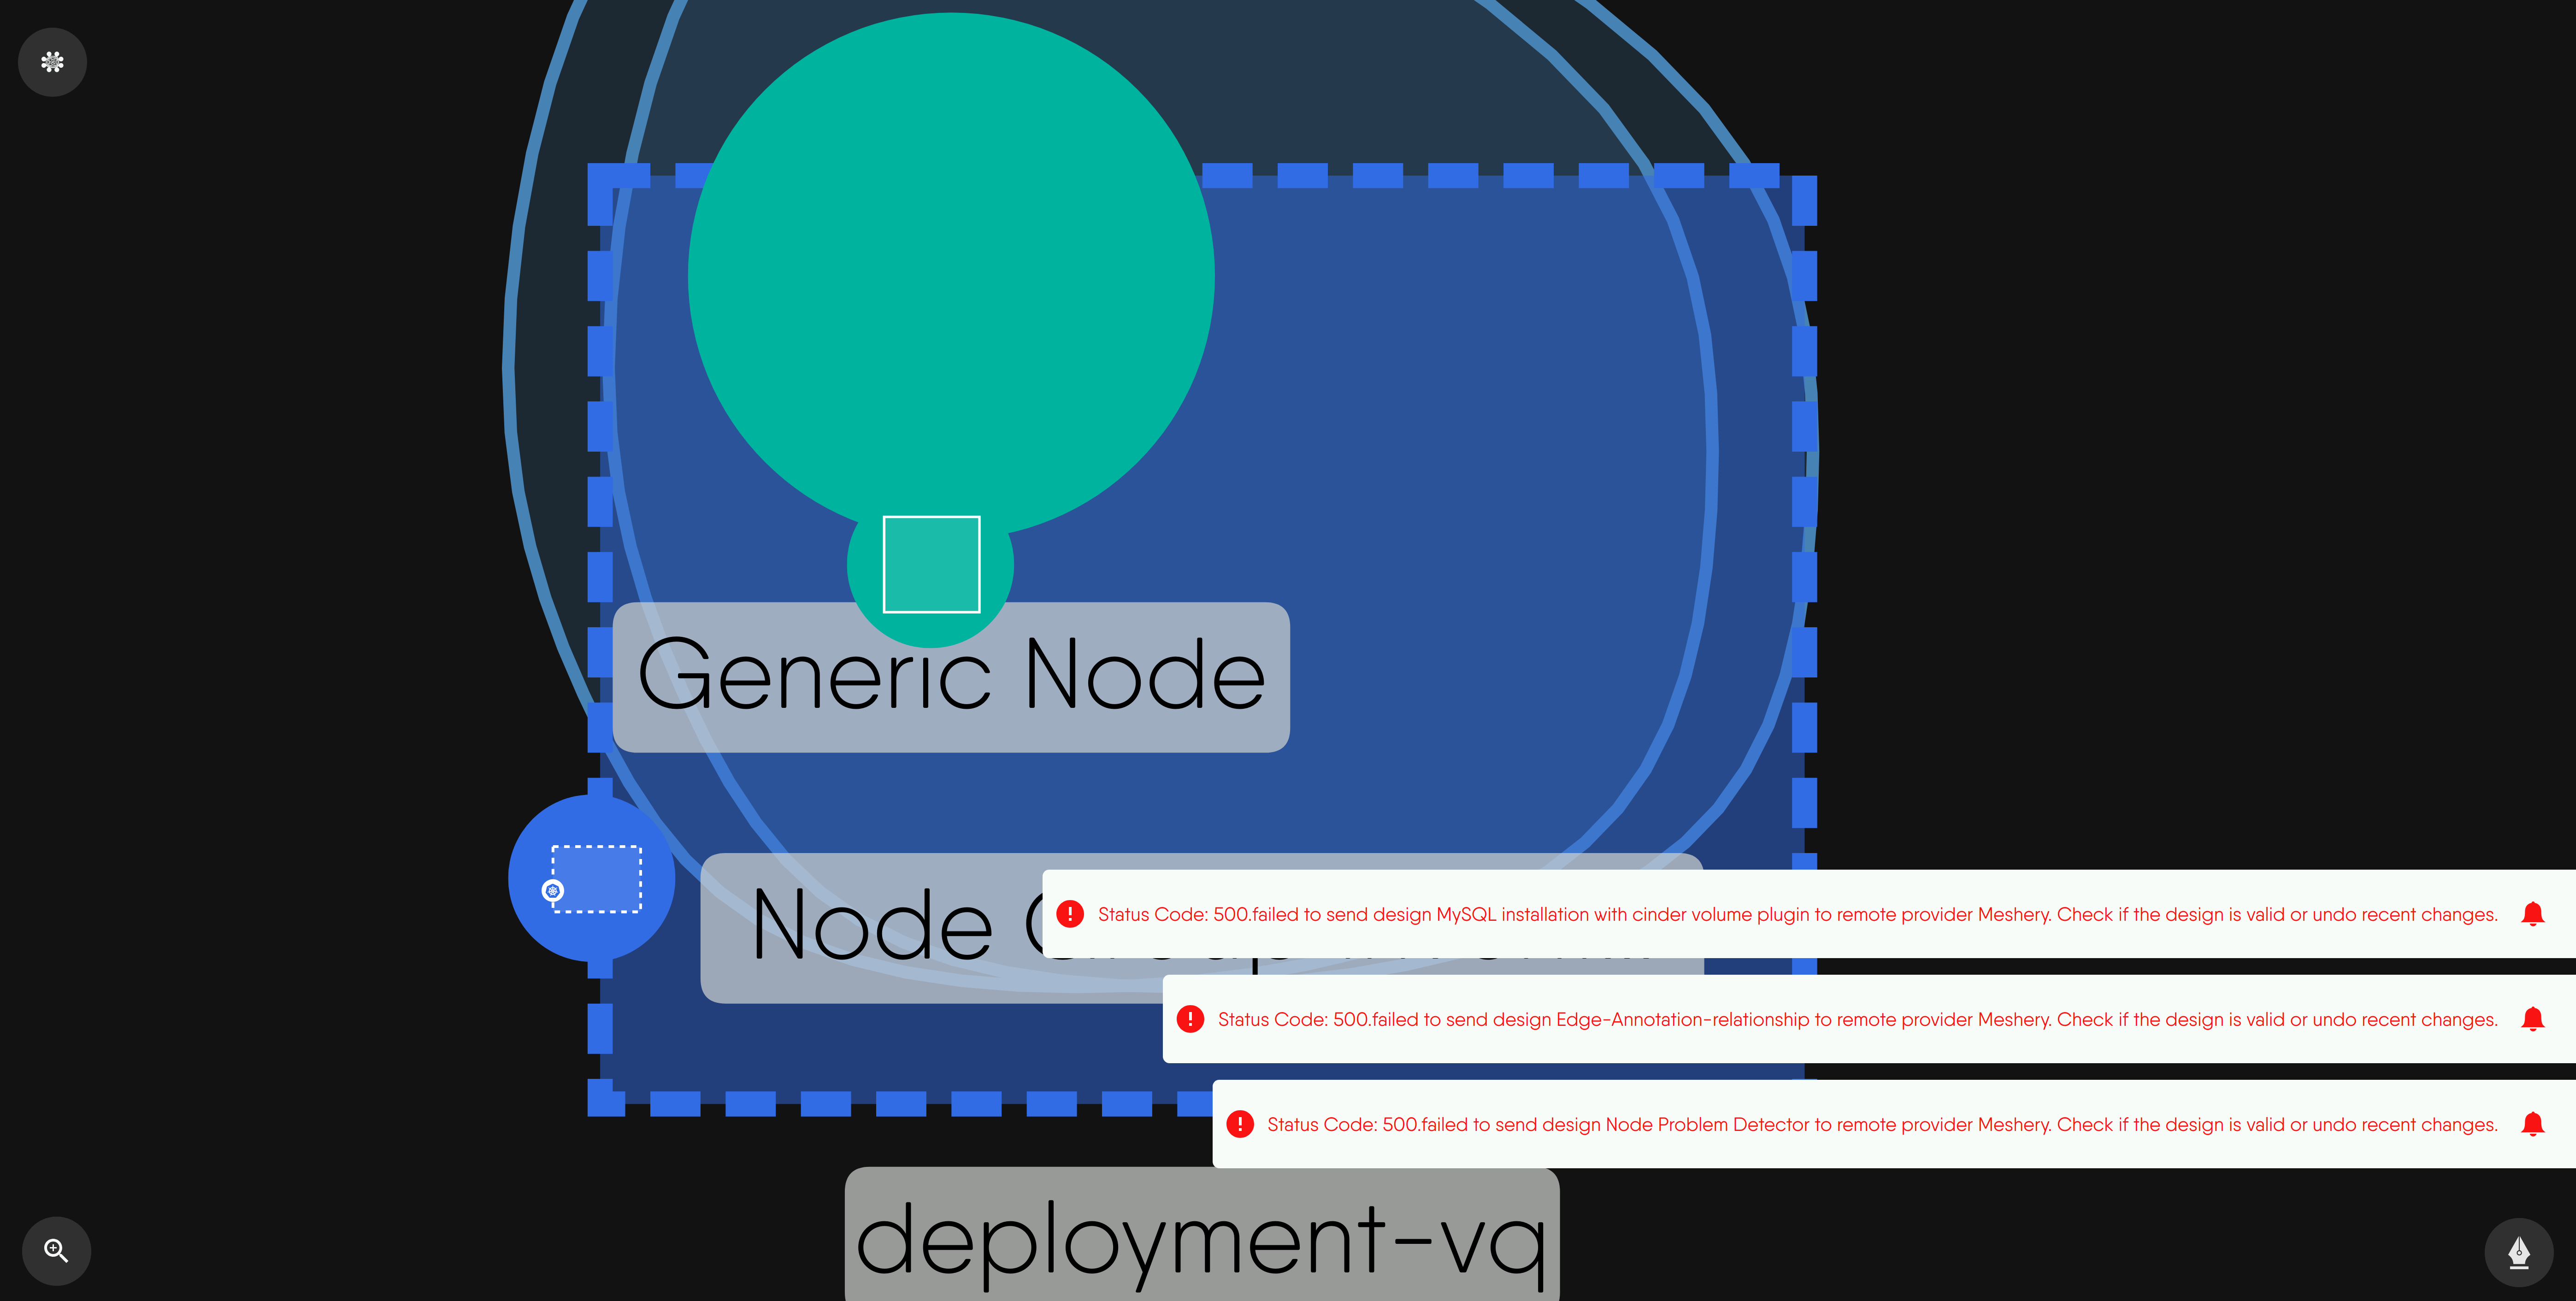 Generic Node
Node
Status Code: 500.failed to send design MySQL installation with cinder volume plugin to remote provider Meshery. Check if the design is valid or undo recent changes.
Status Code: 500.failed to send design Edge-Annotation-relationship to remote provider Meshery. Check if the design is valid or undo recent changes.
Status Code: 500.failed to send design Node Problem Detector to remote provider Meshery. Check if the design is valid or undo recent changes.
deployment-vq